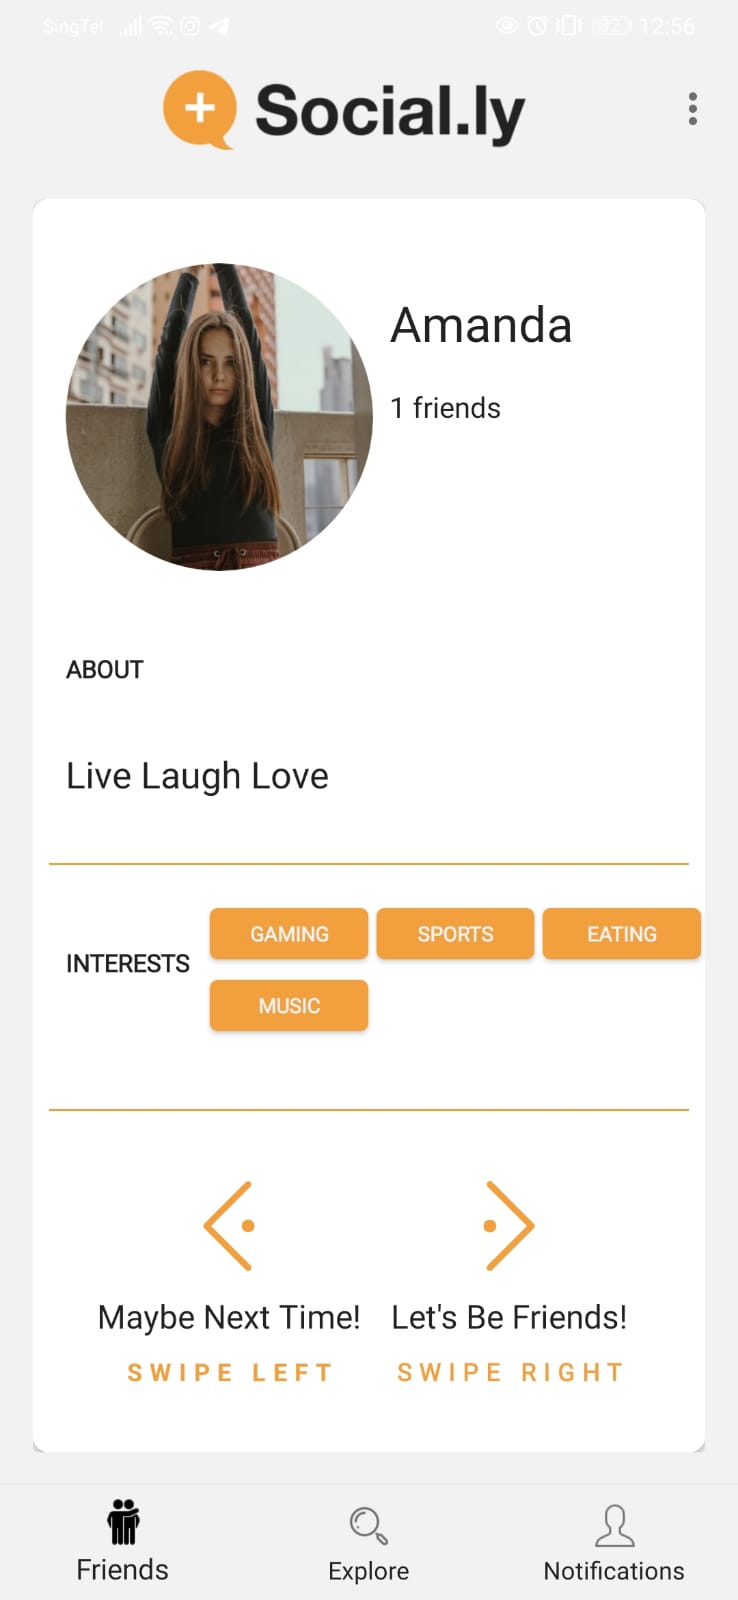 SingTel 82 12:56
Social.ly
Amanda
1 friends
ABOUT
Live Laugh Love
INTERESTS
GAMING SPORTS EATING
MUSIC
Maybe Next Time! Let's Be Friends!
SWIPE LEFT SWIPE RIGHT
Friends Explore Notifications